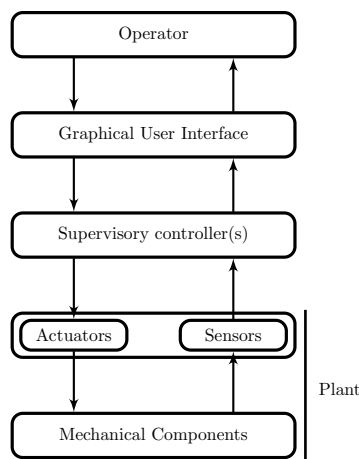 Operator
Graphical User Interface
Supervisory controller(s)
Actuators
Sensors
Plant
Mechanical Components